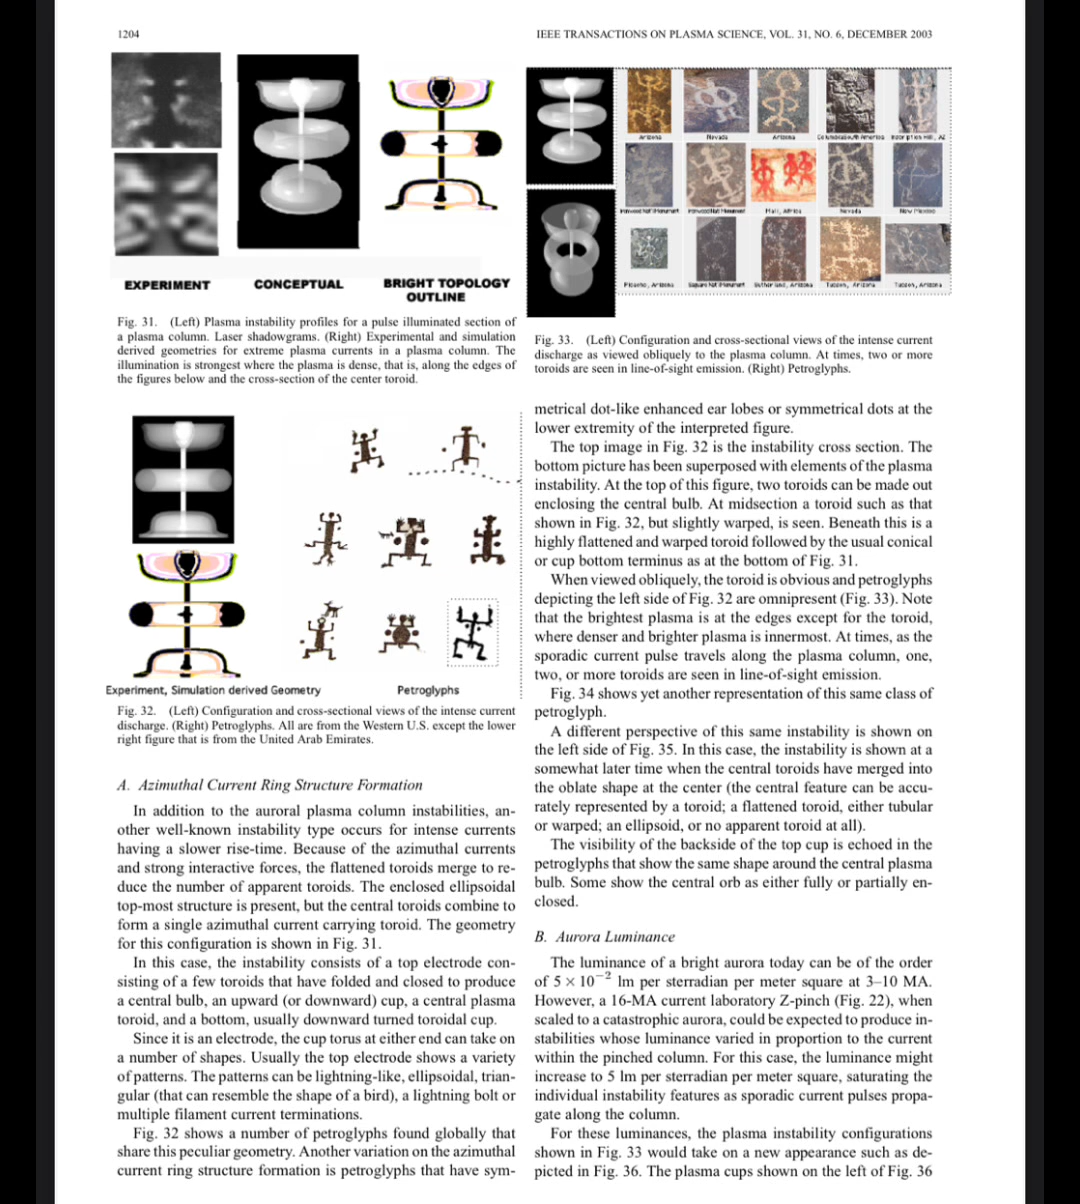 1204
IEEE TRANSACTIONS ON PLASMA SCIENCE, VOL. 31, NO. 6, DECEMBER 2003
EXPERIMENT
CONCEPTUAL
BRIGHT TOPOLOGY
OUTLINE
Fig. 31. (Left) Plasma instability profiles for a pulse illuminated section of
a plasma column. Laser shadowgrams. (Right) Experimental and simulation
derived geometries for extreme plasma currents in a plasma column. The
illumination is strongest where the plasma is dense, that is, along the edges of
the figures below and the cross-section of the center toroid.
Experiment, Simulation derived Geometry
Petroglyphs
Fig. 32. (Left) Configuration and cross-sectional views of the intense current
discharge. (Right) Petroglyphs. All are from the Western U.S. except the lower
right figure that is from the United Arab Emirates.
A. Azimuthal Current Ring Structure Formation
In addition to the auroral plasma column instabilities, an-
other well-known instability type occurs for intense currents
having a slower rise-time. Because of the azimuthal currents
and strong interactive forces, the flattened toroids merge to re-
duce the number of apparent toroids. The enclosed ellipsoidal
top-most structure is present, but the central toroids combine to
form a single azimuthal current carrying toroid. The geometry
for this configuration is shown in Fig. 31.
In this case, the instability consists of a top electrode con-
sisting of a few toroids that have folded and closed to produce
a central bulb, an upward (or downward) cup, a central plasma
toroid, and a bottom, usually downward turned toroidal cup.
Since it is an electrode, the cup torus at either end can take on
a number of shapes. Usually the top electrode shows a variety
of patterns. The patterns can be lightning-like, ellipsoidal, trian-
gular (that can resemble the shape of a bird), a lightning bolt or
multiple filament current terminations.
Fig. 32 shows a number of petroglyphs found globally that
share this peculiar geometry. Another variation on the azimuthal
current ring structure formation is petroglyphs that have sym-
Arizona
Nevada
Arizona
Mali, Africa
Nevada
New Mexico
Picacho, Arizona
Tucson, Arizona
Tucson, Arizona
Fig. 33. (Left) Configuration and cross-sectional views of the intense current
discharge as viewed obliquely to the plasma column. At times, two or more
toroids are seen in line-of-sight emission. (Right) Petroglyphs.
metrical dot-like enhanced ear lobes or symmetrical dots at the
lower extremity of the interpreted figure.
The top image in Fig. 32 is the instability cross section. The
bottom picture has been superposed with elements of the plasma
instability. At the top of this figure, two toroids can be made out
enclosing the central bulb. At midsection a toroid such as that
shown in Fig. 32, but slightly warped, is seen. Beneath this is a
highly flattened and warped toroid followed by the usual conical
or cup bottom terminus as at the bottom of Fig. 31.
When viewed obliquely, the toroid is obvious and petroglyphs
depicting the left side of Fig. 32 are omnipresent (Fig. 33). Note
that the brightest plasma is at the edges except for the toroid,
where denser and brighter plasma is innermost. At times, as the
sporadic current pulse travels along the plasma column, one,
two, or more toroids are seen in line-of-sight emission.
Fig. 34 shows yet another representation of this same class of
petroglyph.
A different perspective of this same instability is shown on
the left side of Fig. 35. In this case, the instability is shown at a
somewhat later time when the central toroids have merged into
the oblate shape at the center (the central feature can be accu-
rately represented by a toroid; a flattened toroid, either tubular
or warped; an ellipsoid, or no apparent toroid at all).
The visibility of the backside of the top cup is echoed in the
petroglyphs that show the same shape around the central plasma
bulb. Some show the central orb as either fully or partially en-
closed.
B. Aurora Luminance
The luminance of a bright aurora today can be of the order
of 5 × 10⁻² lm per sterradian per meter square at 3–10 MA.
However, a 16-MA current laboratory Z-pinch (Fig. 22), when
scaled to a catastrophic aurora, could be expected to produce in-
stabilities whose luminance varied in proportion to the current
within the pinched column. For this case, the luminance might
increase to 5 lm per sterradian per meter square, saturating the
individual instability features as sporadic current pulses propa-
gate along the column.
For these luminances, the plasma instability configurations
shown in Fig. 33 would take on a new appearance such as de-
picted in Fig. 36. The plasma cups shown on the left of Fig. 36